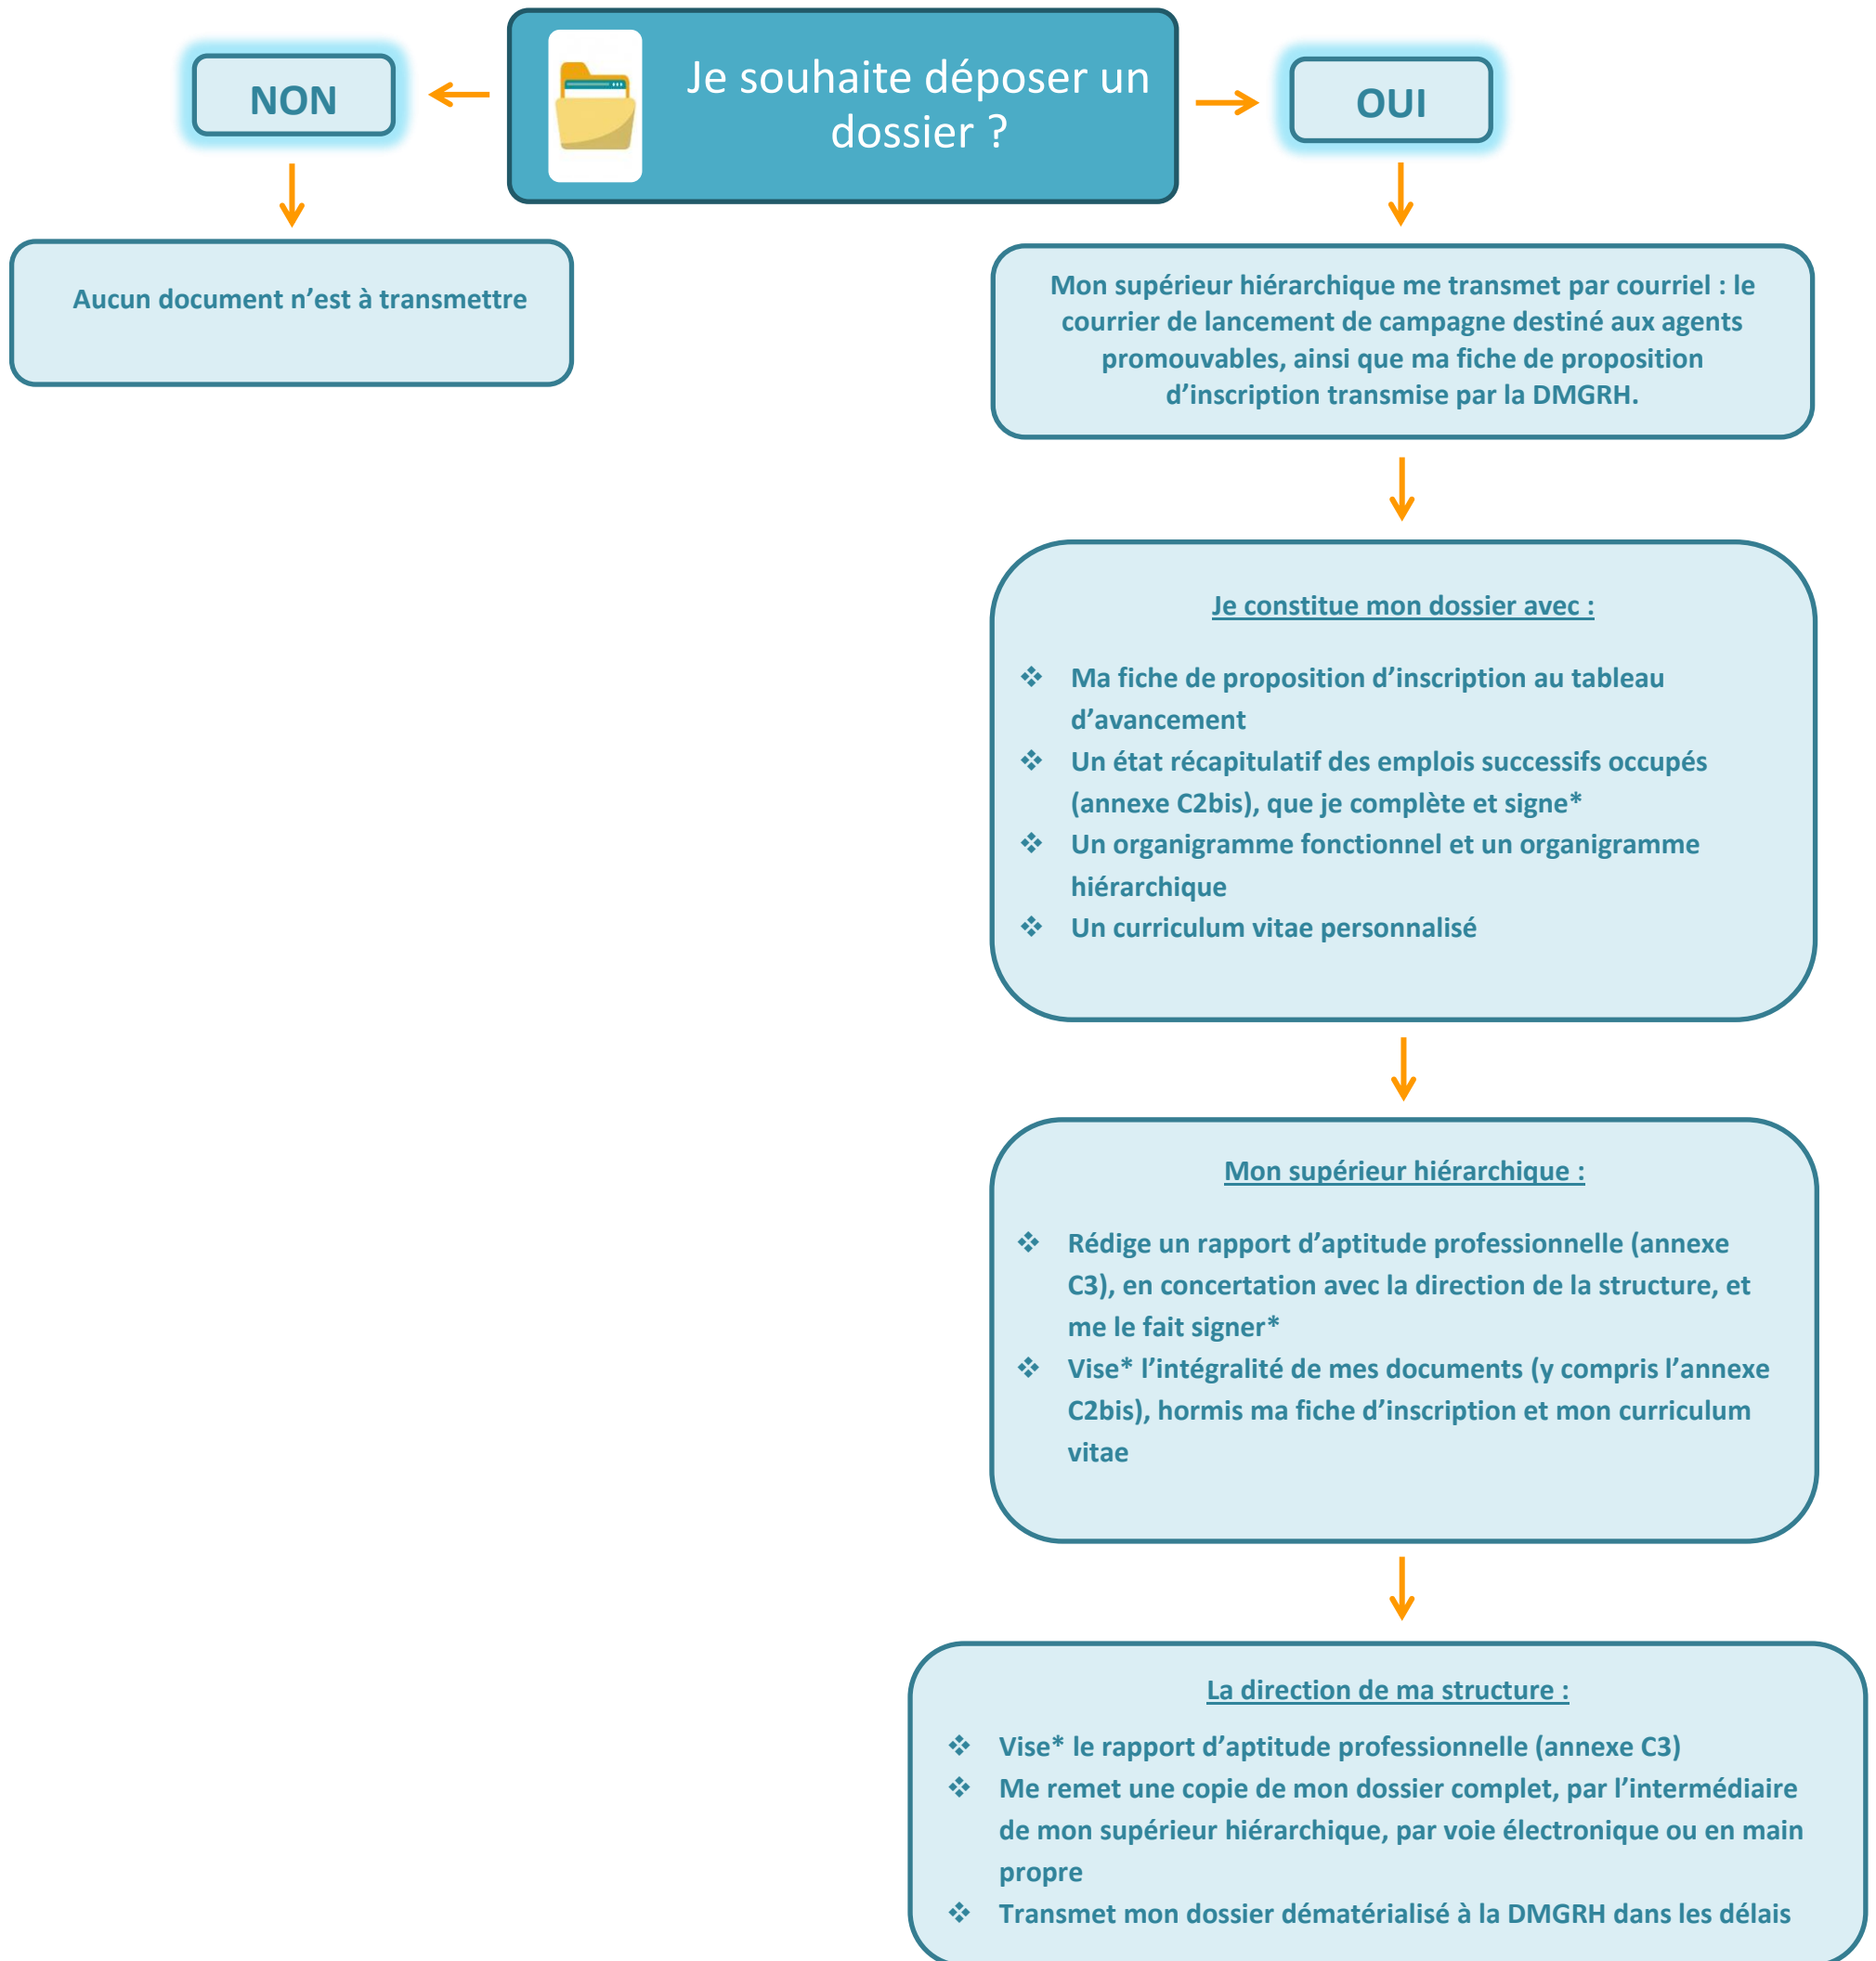 Je souhaite déposer un
dossier ?
NON
OUI
Aucun document n’est à transmettre
Mon supérieur hiérarchique me transmet par courriel : le
courrier de lancement de campagne destiné aux agents
promouvables, ainsi que ma fiche de proposition
d’inscription transmise par la DMGRH.
Je constitue mon dossier avec :
❖ Ma fiche de proposition d’inscription au tableau
d’avancement
❖ Un état récapitulatif des emplois successifs occupés
(annexe C2bis), que je complète et signe*
❖ Un organigramme fonctionnel et un organigramme
hiérarchique
❖ Un curriculum vitae personnalisé
Mon supérieur hiérarchique :
❖ Rédige un rapport d’aptitude professionnelle (annexe
C3), en concertation avec la direction de la structure, et
me le fait signer*
❖ Vise* l’intégralité de mes documents (y compris l’annexe
C2bis), hormis ma fiche d’inscription et mon curriculum
vitae
La direction de ma structure :
❖ Vise* le rapport d’aptitude professionnelle (annexe C3)
❖ Me remet une copie de mon dossier complet, par l’intermédiaire
de mon supérieur hiérarchique, par voie électronique ou en main
propre
❖ Transmet mon dossier dématérialisé à la DMGRH dans les délais